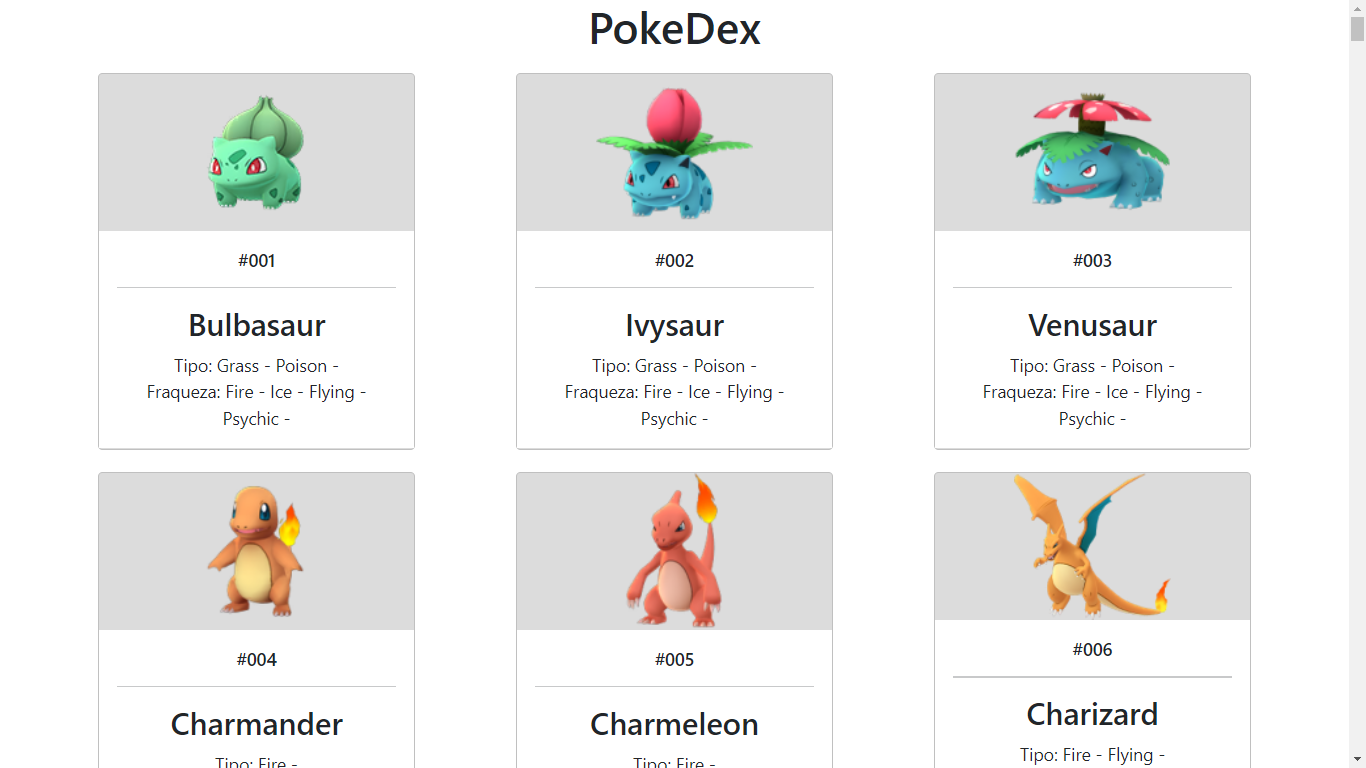 PokeDex
#001
Bulbasaur
Tipo: Grass - Poison -
Fraqueza: Fire - Ice - Flying -
Psychic -
#002
Ivysaur
Tipo: Grass - Poison -
Fraqueza: Fire - Ice - Flying -
Psychic -
#003
Venusaur
Tipo: Grass - Poison -
Fraqueza: Fire - Ice - Flying -
Psychic -
#004
Charmander
Tipo: Fire -
#005
Charmeleon
Tipo: Fire -
#006
Charizard
Tipo: Fire - Flying -